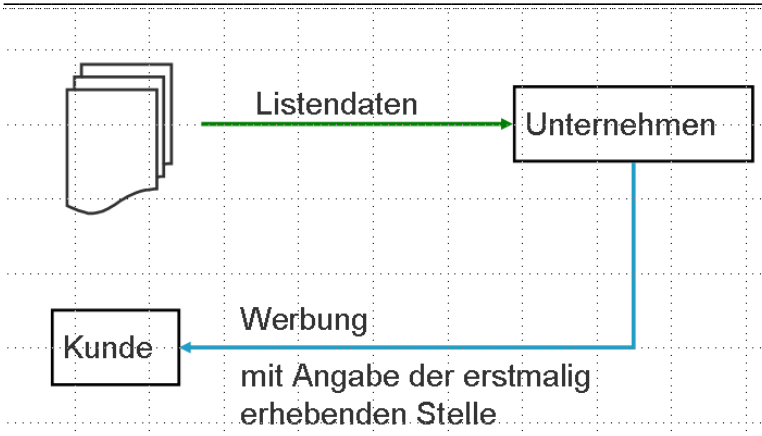 Listendaten
Unternehmen
Werbung
Kunde
mit Angabe der erstmalig
erhebenden Stelle